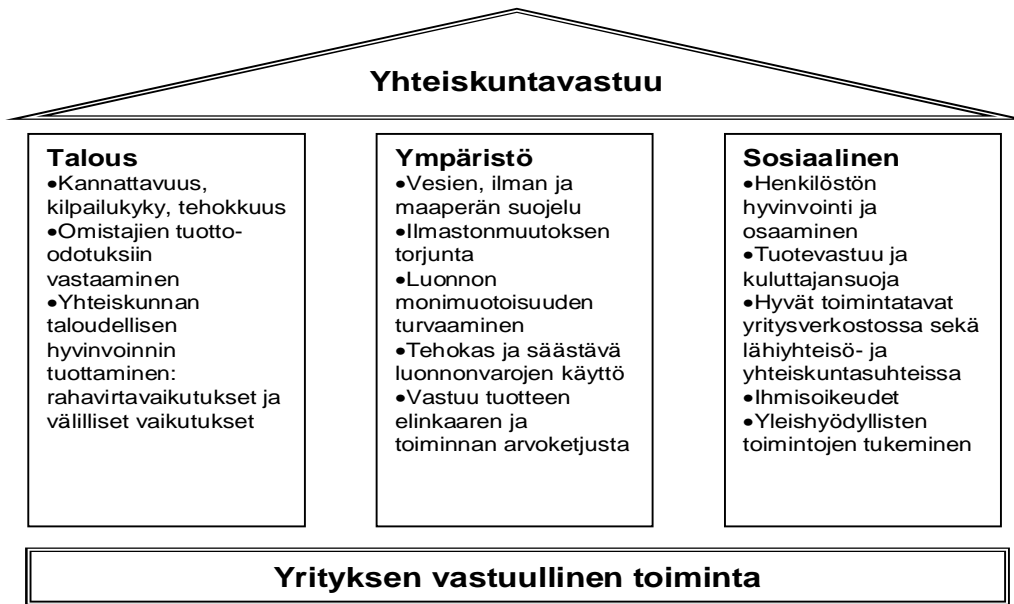 Yhteiskuntavastuu
Talous
•Kannattavuus,
kilpailukyky, tehokkuus
•Omistajien tuotto-
odotuksiin
vastaaminen
•Yhteiskunnan
taloudellisen
hyvinvoinnin
tuottaminen:
rahavirtavaikutukset ja
välilliset vaikutukset
Ympäristö
•Vesien, ilman ja
maaperän suojelu
•Ilmastonmuutoksen
torjunta
•Luonnon
monimuotoisuuden
turvaaminen
•Tehokas ja säästävä
luonnonvarojen käyttö
•Vastuu tuotteen
elinkaaren ja
toiminnan arvoketjusta
Sosiaalinen
•Henkilöstön
hyvinvointi ja
osaaminen
•Tuotevastuu ja
kuluttajansuoja
•Hyvät toimintatavat
yritysverkostossa sekä
lähiyhteisö- ja
yhteiskuntasuhteissa
•Ihmisoikeudet
•Yleishyödyllisten
toimintojen tukeminen
Yrityksen vastuullinen toiminta